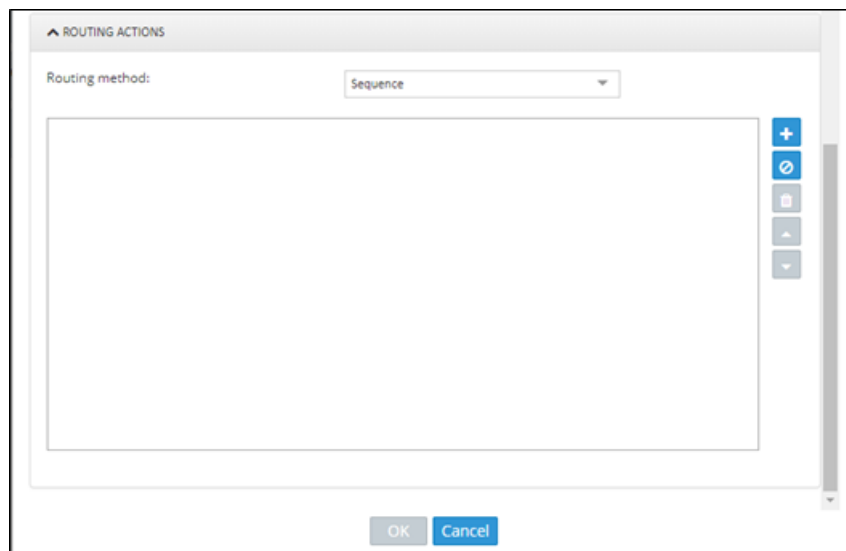 ROUTING ACTIONS
Routing method:
Sequence
OK
Cancel